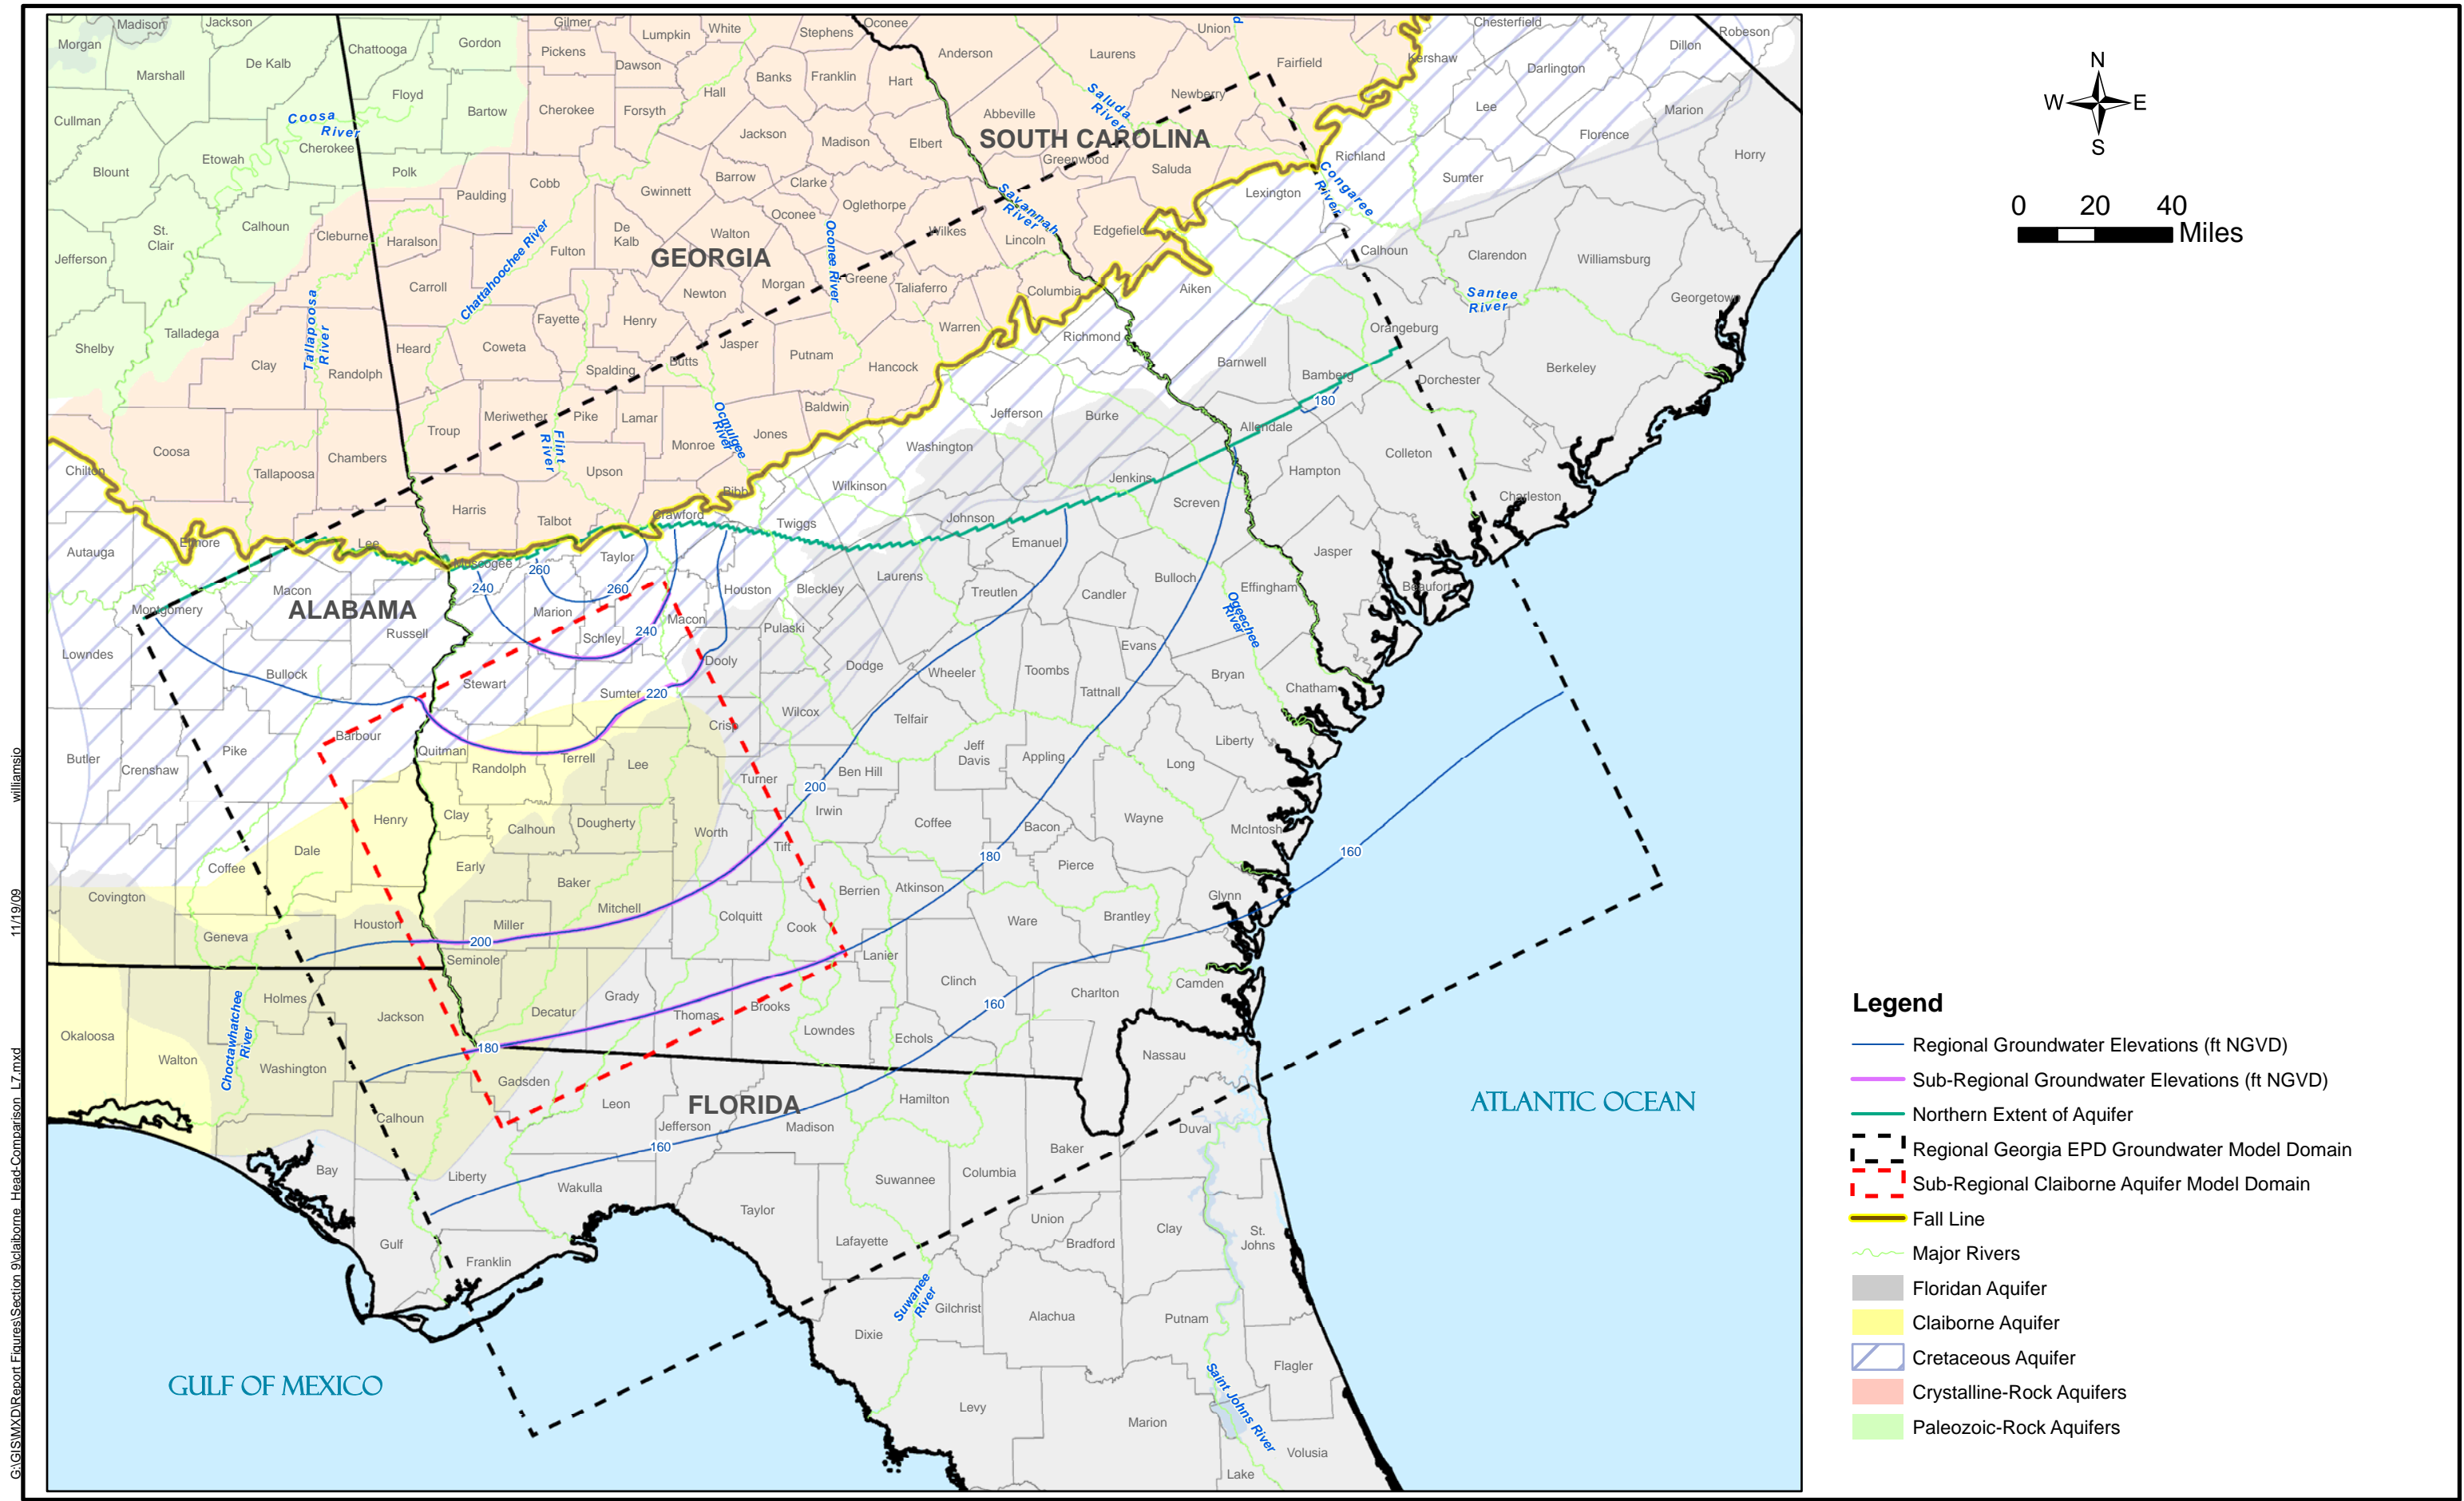 Madison
Jackson
Gilmer
Lumpkin
White
Stephens
Oconee
Union
Chesterfield
Robeson
Morgan
Chattooga
Gordon
Pickens
Anderson
Laurens
Dillon
Marshall
De Kalb
Dawson
Banks
Franklin
Hart
Fairfield
Kershaw
Darlington
Floyd
Bartow
Cherokee
Forsyth
Hall
Abbeville
Saluda
River
Newberry
Lee
Marion
Cullman
Coosa
River
Cherokee
Jackson
Madison
Elbert
SOUTH CAROLINA
Florence
Blount
Etowah
Polk
Greenwood
Saluda
Richland
Horry
Paulding
Cobb
Gwinnett
Barrow
Clarke
Savannah
River
Lexington
Congaree
River
Sumter
St.
Clair
Calhoun
Cleburne
Haralson
De
Kalb
Walton
Oconee
Oglethorpe
Wilkes
Lincoln
Edgefield
Jefferson
Chattahoochee River
Fulton
GEORGIA
Oconee River
Calhoun
Clarendon
Williamsburg
Carroll
Newton
Morgan
Greene
Taliaferro
Columbia
Aiken
Santee
River
Georgetown
Talladega
Tallapoosa
River
Fayette
Henry
Warren
Richmond
Orangeburg
Shelby
Clay
Randolph
Heard
Coweta
Spalding
Butts
Jasper
Putnam
Hancock
Barnwell
Bamberg
Dorchester
Berkeley
180
Troup
Meriwether
Pike
Lamar
Ocmulgee
River
Baldwin
Jefferson
Burke
Allendale
Coosa
Chambers
Flint
River
Monroe
Jones
Washington
Colleton
Chilton
Tallapoosa
Upson
Bibb
Wilkinson
Jenkins
Hampton
Harris
Talbot
Crawford
Twiggs
Johnson
Screven
Charleston
Autauga
Elmore
Lee
Muscogee
Taylor
Emanuel
Jasper
Macon
240
260
260
Houston
Bleckley
Laurens
Treutlen
Candler
Bulloch
Effingham
Beaufort
Montgomery
ALABAMA
Marion
Macon
Ogeechee
River
Lowndes
Russell
Schley
240
Pulaski
Evans
Bullock
Stewart
Sumter
220
Dooly
Dodge
Wheeler
Toombs
Tattnall
Bryan
Chatham
Butler
Crenshaw
Pike
Barbour
Quitman
Randolph
Terrell
Lee
Crisp
Wilcox
Telfair
Jeff
Davis
Appling
Long
Liberty
Turner
200
Ben Hill
Irwin
Henry
Clay
Calhoun
Dougherty
Worth
Coffee
Bacon
Wayne
McIntosh
Dale
Coffee
Early
Baker
Tift
180
Pierce
160
Covington
Mitchell
Berrien
Atkinson
Glynn
Geneva
Houston
Miller
Colquitt
Cook
Ware
Brantley
200
Seminole
Lanier
Clinch
Charlton
Camden
Holmes
Grady
Thomas
Brooks
160
Okaloosa
Walton
Choctawhatchee
River
Jackson
Decatur
Lowndes
Echols
180
Washington
Gadsden
Nassau
Calhoun
Leon
FLORIDA
Jefferson
Madison
Hamilton
Duval
160
Baker
Bay
Liberty
Wakulla
Suwannee
Columbia
Taylor
Union
Clay
St.
Johns
Gulf
Franklin
Lafayette
Bradford
Suwanee
River
Gilchrist
Alachua
Putnam
Dixie
Flagler
Saint Johns River
Levy
Marion
Volusia
Lake
GULF OF MEXICO
ATLANTIC OCEAN
N
W
E
S
0
20
40
Miles
Legend
Regional Groundwater Elevations (ft NGVD)
Sub-Regional Groundwater Elevations (ft NGVD)
Northern Extent of Aquifer
Regional Georgia EPD Groundwater Model Domain
Sub-Regional Claiborne Aquifer Model Domain
Fall Line
Major Rivers
Floridan Aquifer
Claiborne Aquifer
Cretaceous Aquifer
Crystalline-Rock Aquifers
Paleozoic-Rock Aquifers
G:\GIS\MXD\Report Figures\Section 9\claiborne_Head-Comparison_L7.mxd
11/19/09
williamsio